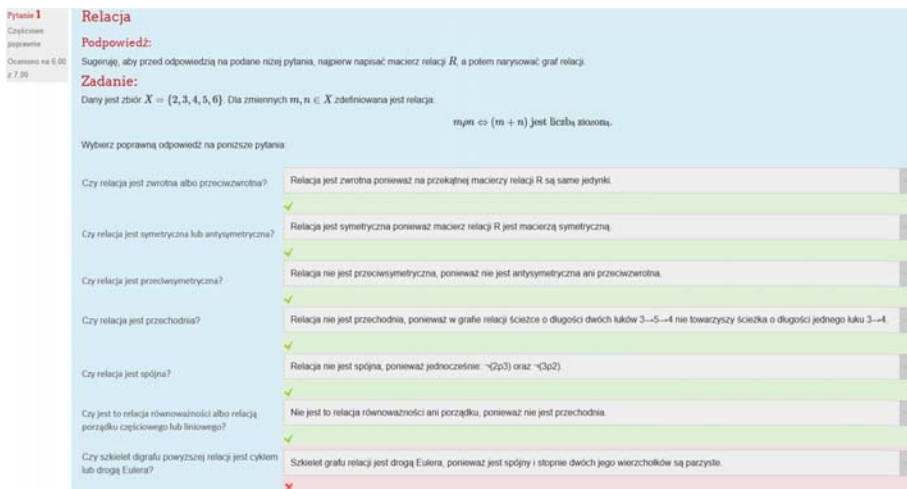 Pytanie 1
Częściowo
poprawnie
Oceniono na 6,00
z 7,00
Relacja
Podpowiedź:
Sugeruję, aby przed odpowiedzią na podane niżej pytania, najpierw napisać macierz relacji R, a potem narysować graf relacji.
Zadanie:
Dany jest zbiór X = {2, 3, 4, 5, 6}. Dla zmiennych m, n ∈ X zdefiniowana jest relacja:
mρn ⇔ (m + n) jest liczbą złożoną.
Wybierz poprawną odpowiedź na poniższe pytania:
Czy relacja jest zwrotna albo przeciwzwrotna?
Relacja jest zwrotna ponieważ na przekątnej macierzy relacji R są same jedynki.
Czy relacja jest symetryczna lub antysymetryczna?
Relacja jest symetryczna ponieważ macierz relacji R jest macierzą symetryczną.
Czy relacja jest przeciwsymetryczna?
Relacja nie jest przeciwsymetryczna, ponieważ nie jest antysymetryczna ani przeciwzwrotna.
Czy relacja jest przechodnia?
Relacja nie jest przechodnia, ponieważ w grafie relacji ścieżce o długości dwóch łuków 3→5→4 nie towarzyszy ścieżka o długości jednego łuku 3→4.
Czy relacja jest spójna?
Relacja nie jest spójna, ponieważ jednocześnie: ¬(2ρ3) oraz ¬(3ρ2).
Czy jest to relacja równoważności albo relacją
porządku częściowego lub liniowego?
Nie jest to relacja równoważności ani porządku, ponieważ nie jest przechodnia.
Czy szkielet digrafu powyższej relacji jest cyklem
lub drogą Eulera?
Szkielet grafu relacji jest drogą Eulera, ponieważ jest spójny i stopnie dwóch jego wierzchołków są parzyste.